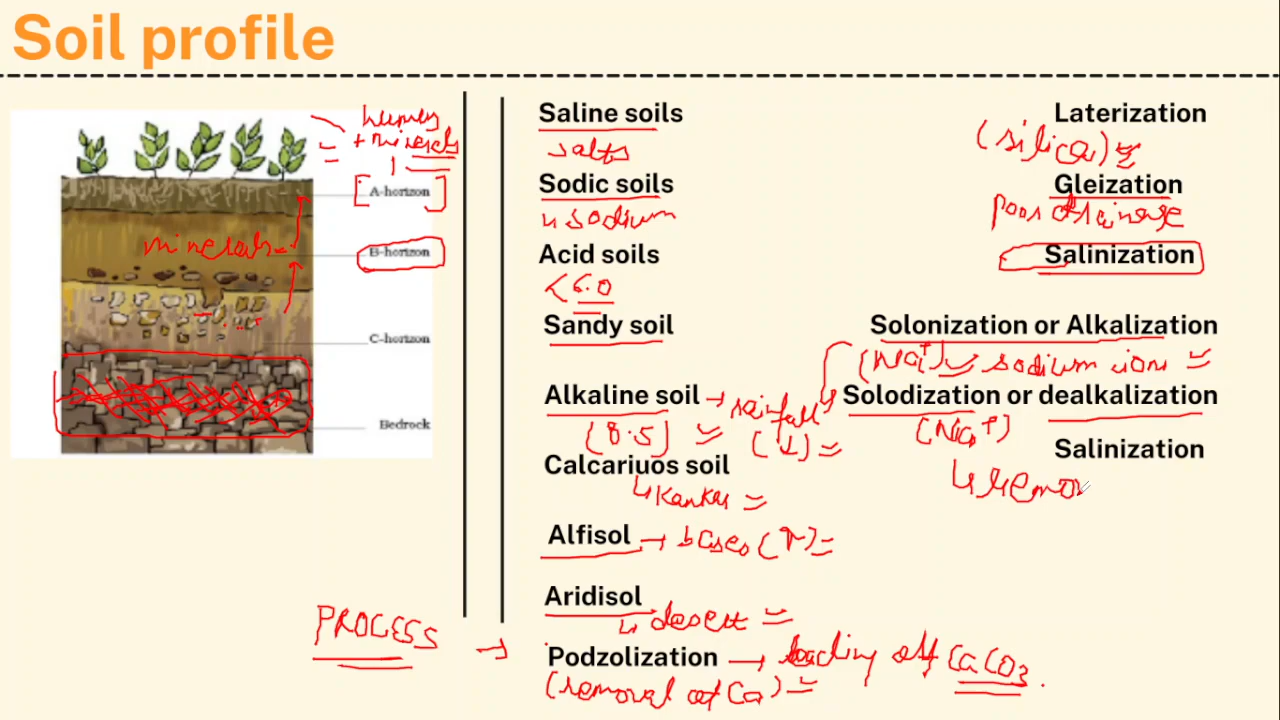 Soil profile
humus
+ minerals
A-horizon
minerals
B-horizon
C-horizon
Bedrock
PROCESS →
Saline soils
salts
Sodic soils
sodium
Acid soils
<6.0
Sandy soil
Alkaline soil → rainfall
(8.5) (↓)
Calcariuos soil
Kankar
Alfisol → bases (↑)
Aridisol
desert
Podzolization → leaching of CaCO3.
(removal of Ca)
Laterization
(silica)
Gleization
poor drainage
Salinization
Solonization or Alkalization
(Na+) sodium ions
Solodization or dealkalization
(Na+)
Salinization
remov